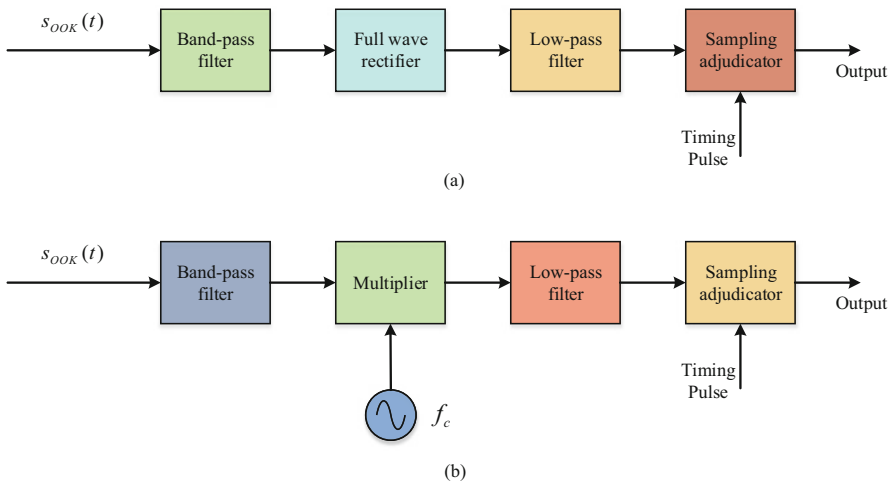 s_OOK(t)
Band-pass
filter
Full wave
rectifier
Low-pass
filter
Sampling
adjudicator
Output
Timing
Pulse
(a)
s_OOK(t)
Band-pass
filter
Multiplier
Low-pass
filter
Sampling
adjudicator
Output
Timing
Pulse
f_c
(b)